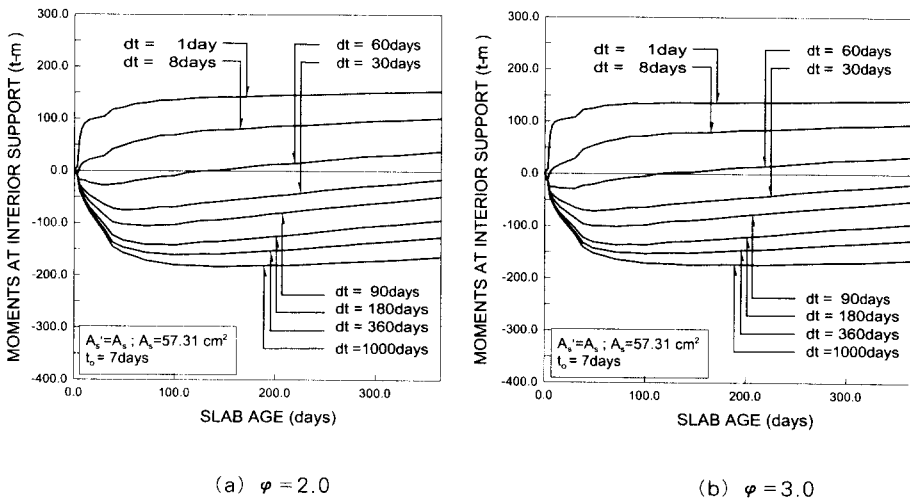 MOMENTS AT INTERIOR SUPPORT (t-m)
300.0
200.0
100.0
0.0
-100.0
-200.0
-300.0
-400.0
dt = 1day
dt = 8days
dt = 60days
dt = 30days
dt = 90days
dt = 180days
dt = 360days
dt =1000days
As'=As ; As=57.31 cm²
to = 7days
0.0 100.0 200.0 300.0
SLAB AGE (days)
(a) φ=2.0
MOMENTS AT INTERIOR SUPPORT (t-m)
300.0
200.0
100.0
0.0
-100.0
-200.0
-300.0
-400.0
dt = 1day
dt = 8days
dt = 60days
dt = 30days
dt = 90days
dt = 180days
dt = 360days
dt =1000days
As'=As ; As=57.31 cm²
to = 7days
0.0 100.0 200.0 300.0
SLAB AGE (days)
(b) φ=3.0